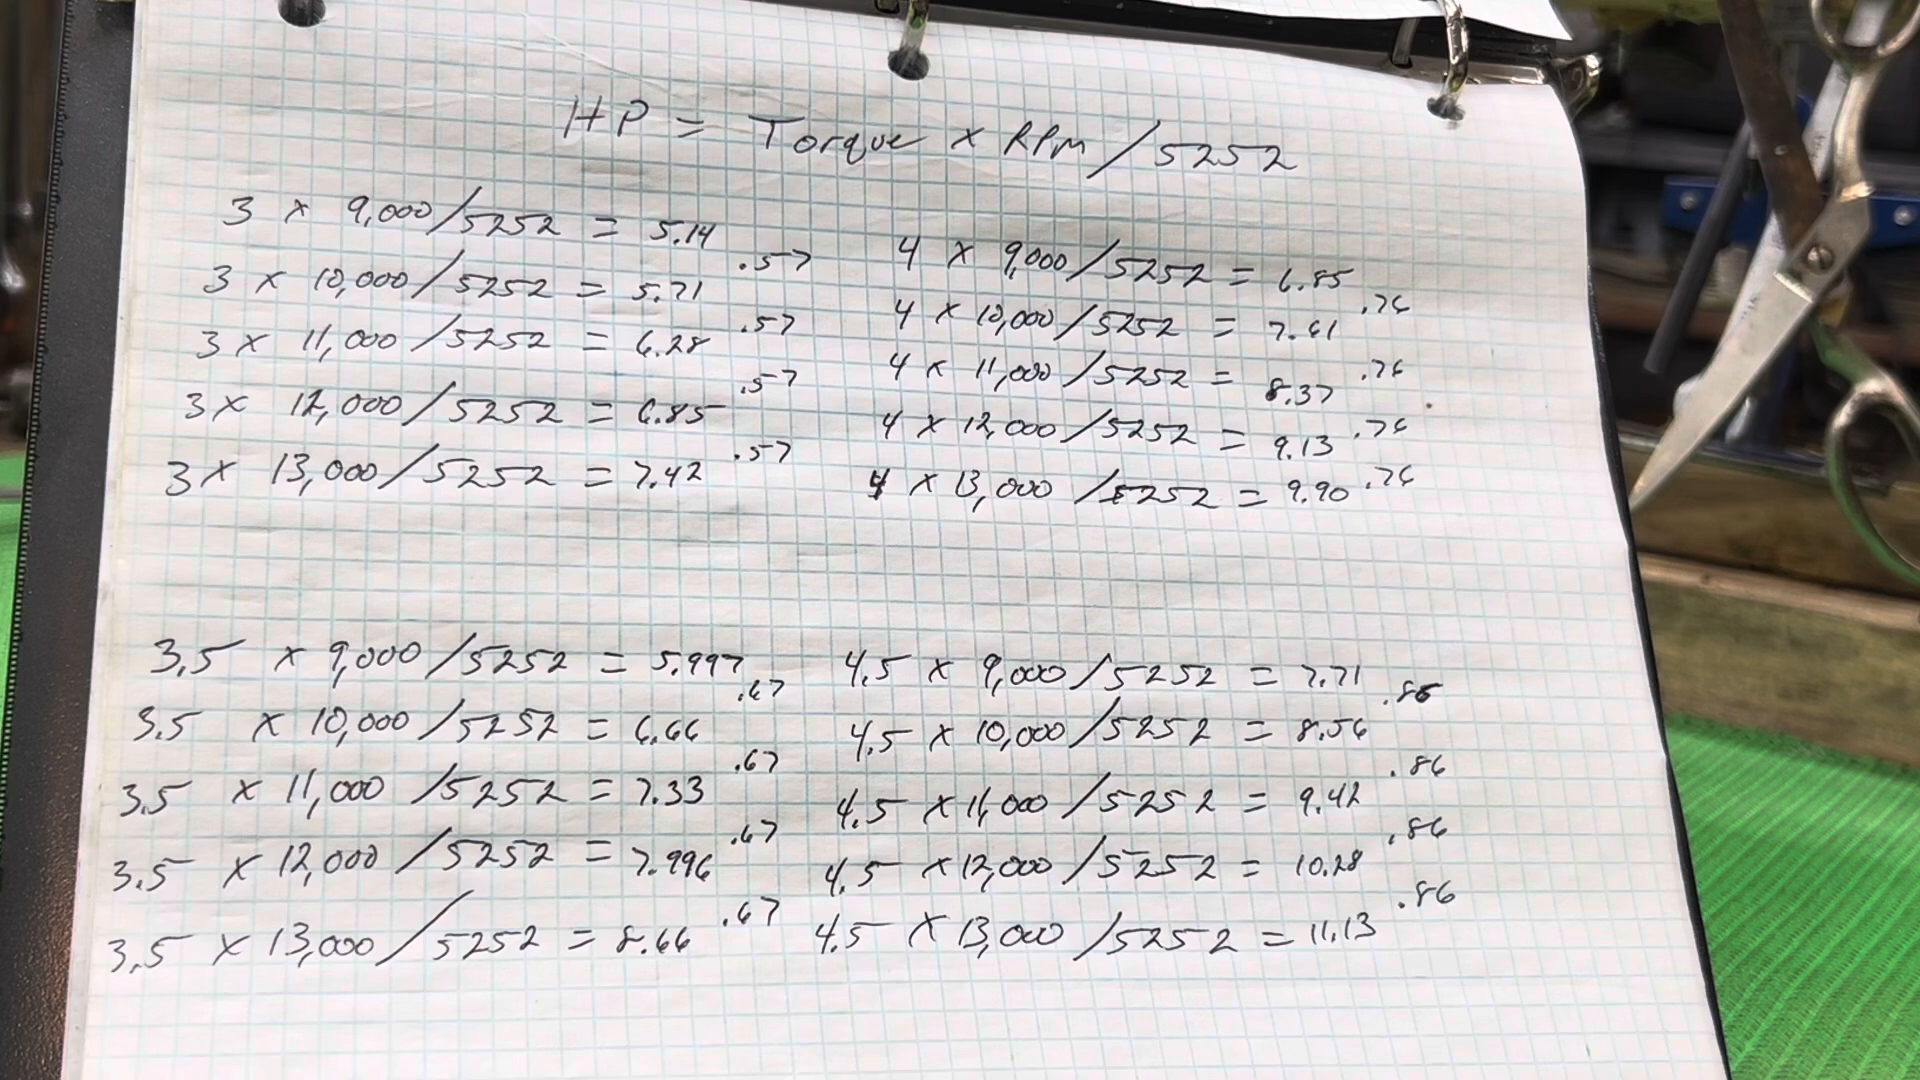 HP = Torque x RPM / 5252
3 x 9,000/5252 = 5.14
.57
3 x 10,000/5252 = 5.71
.57
3 x 11,000/5252 = 6.28
.57
3 x 12,000/5252 = 6.85
.57
3 x 13,000/5252 = 7.42
4 x 9,000/5252 = 6.85
.76
4 x 10,000/5252 = 7.61
.76
4 x 11,000/5252 = 8.37
.76
4 x 12,000/5252 = 9.13
.76
4 x 13,000/5252 = 9.90
3.5 x 9,000/5252 = 5.997
.67
3.5 x 10,000/5252 = 6.66
.67
3.5 x 11,000/5252 = 7.33
.67
3.5 x 12,000/5252 = 7.996
.67
3.5 x 13,000/5252 = 8.66
4.5 x 9,000/5252 = 7.71
.86
4.5 x 10,000/5252 = 8.56
.86
4.5 x 11,000/5252 = 9.42
.86
4.5 x 12,000/5252 = 10.28
.86
4.5 x 13,000/5252 = 11.13